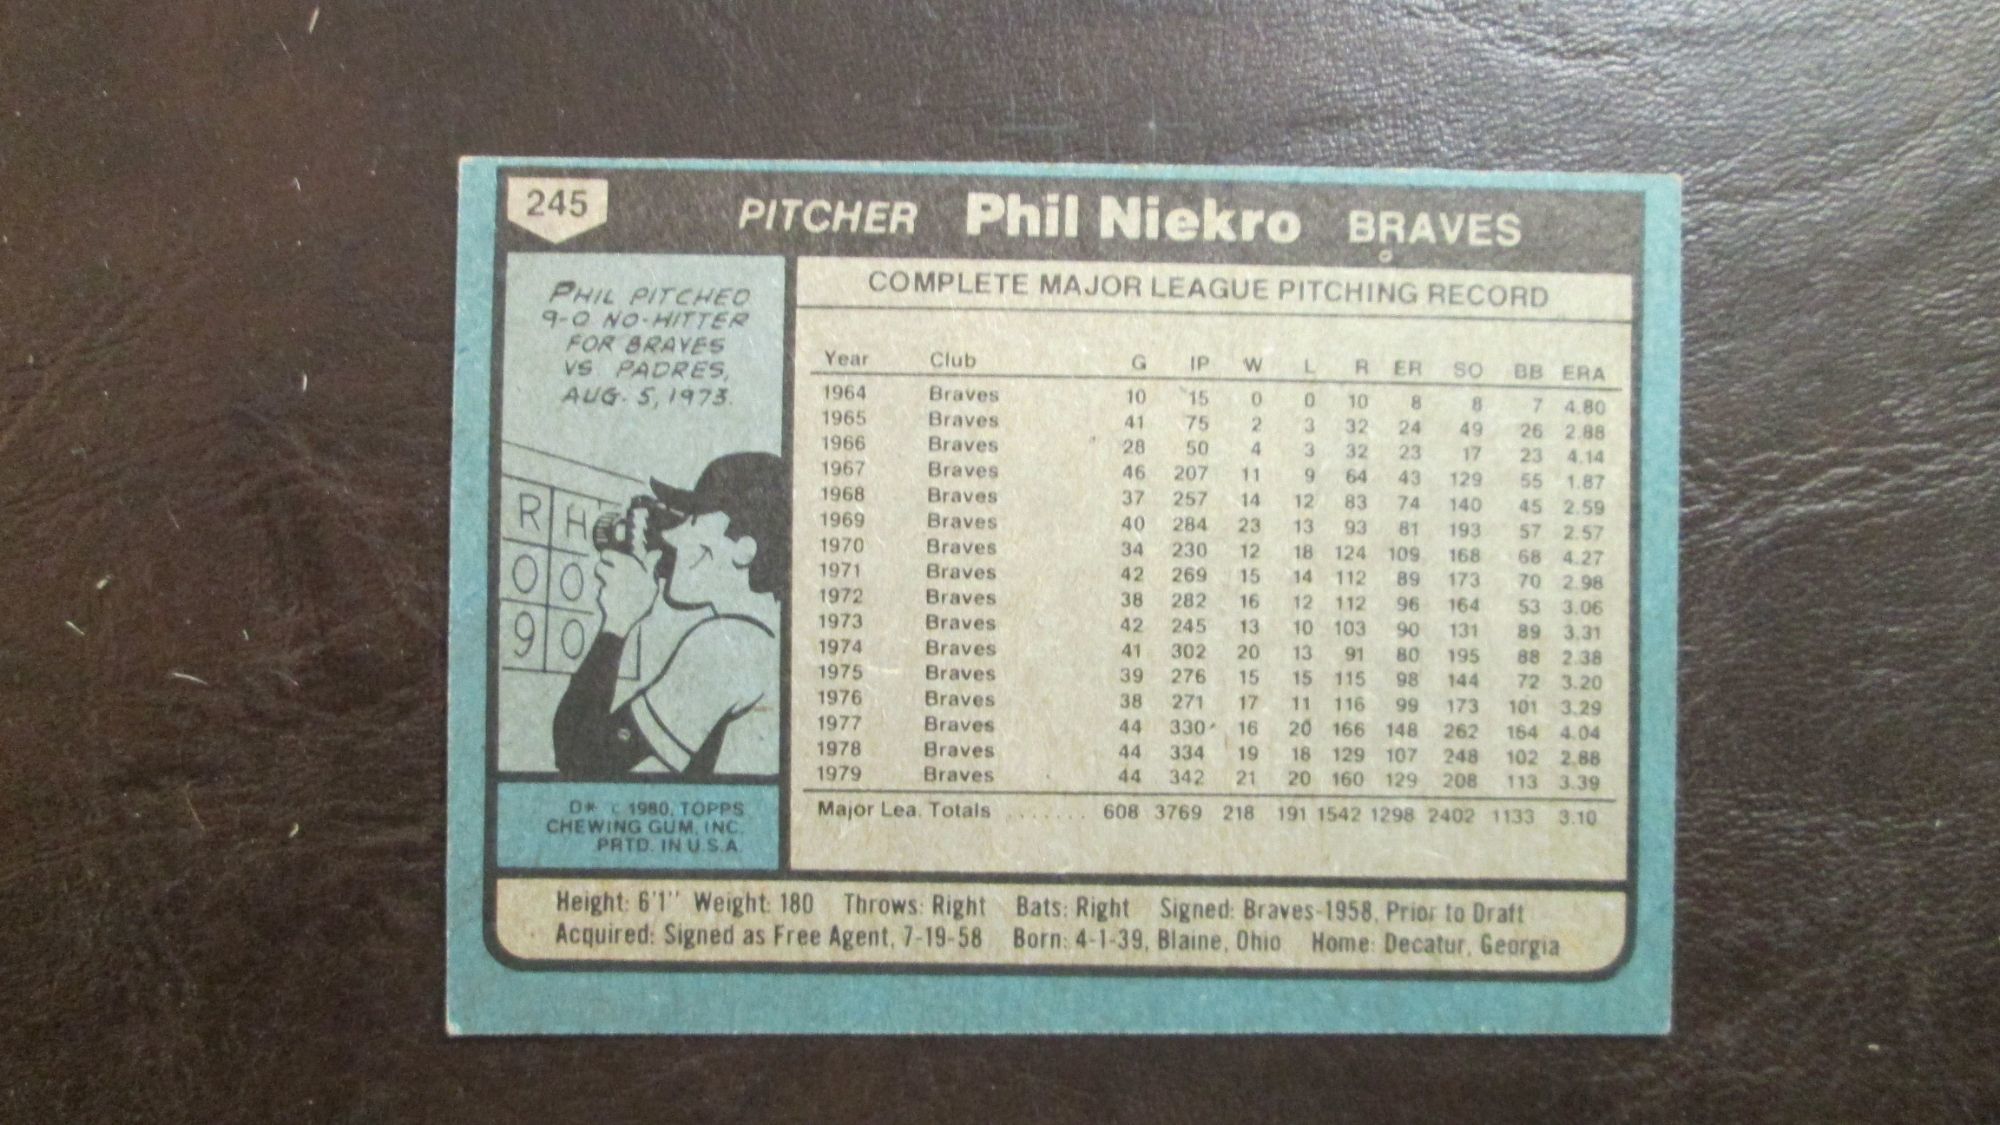 245
PITCHER Phil Niekro BRAVES
PHIL PITCHED
9-0 NO-HITTER
FOR BRAVES
VS. PADRES,
AUG. 5, 1973.
R H
0 0
9 0
D* c 1980, TOPPS
CHEWING GUM, INC.
PRTD. IN U.S.A.
COMPLETE MAJOR LEAGUE PITCHING RECORD
Year Club G IP W L R ER SO BB ERA
1964 Braves 10 15 0 0 10 8 8 7 4.80
1965 Braves 41 75 2 3 32 24 49 26 2.88
1966 Braves 28 50 4 3 32 23 17 23 4.14
1967 Braves 46 207 11 9 64 43 129 55 1.87
1968 Braves 37 257 14 12 83 74 140 45 2.59
1969 Braves 40 284 23 13 93 81 193 57 2.57
1970 Braves 34 230 12 18 124 109 168 68 4.27
1971 Braves 42 269 15 14 112 89 173 70 2.98
1972 Braves 38 282 16 12 112 96 164 53 3.06
1973 Braves 42 245 13 10 103 90 131 89 3.31
1974 Braves 41 302 20 13 91 80 195 88 2.38
1975 Braves 39 276 15 15 115 98 144 72 3.20
1976 Braves 38 271 17 11 116 99 173 101 3.29
1977 Braves 44 330 16 20 166 148 262 164 4.04
1978 Braves 44 334 19 18 129 107 248 102 2.88
1979 Braves 44 342 21 20 160 129 208 113 3.39
Major Lea. Totals ....... 608 3769 218 191 1542 1298 2402 1133 3.10
Height: 6'1" Weight: 180 Throws: Right Bats: Right Signed: Braves-1958, Prior to Draft
Acquired: Signed as Free Agent, 7-19-58 Born: 4-1-39, Blaine, Ohio Home: Decatur, Georgia